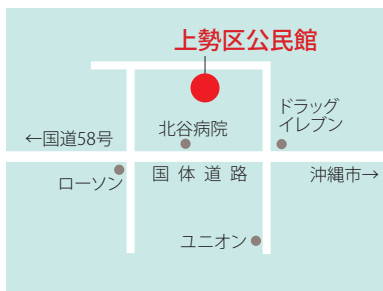 上勢区公民館
ドラッグ
イレブン
北谷病院
←国道58号
ローソン
国体道路
沖縄市→
ユニオン